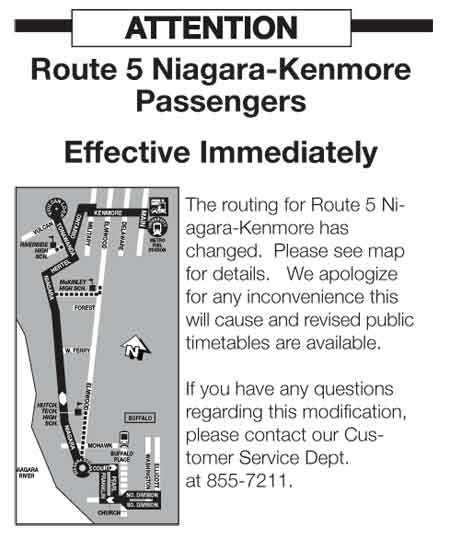 ATTENTION
Route 5 Niagara-Kenmore
Passengers
Effective Immediately
The routing for Route 5 Ni-
agara-Kenmore has
changed. Please see map
for details. We apologize
for any inconvenience this
will cause and revised public
timetables are available.
If you have any questions
regarding this modification,
please contact our Cus-
tomer Service Dept.
at 855-7211.
VULCAN
KENMORE
MAIN
MILITARY
ELMWOOD
DELAWARE
METRO
RAIL
STATION
RIVERSIDE
HIGH
SCH.
HERTEL
NIAGARA
McKINLEY
HIGH SCH.
FOREST
W. FERRY
N
ELMWOOD
HUTCH
TECH.
HIGH
SCH.
NIAGARA
BUFFALO
MOHAWK
BUFFALO
PLACE
WASHINGTON
ELLICOTT
COURT
PEARL
FRANKLIN
NO. DIVISION
SO. DIVISION
CHURCH
NIAGARA
RIVER